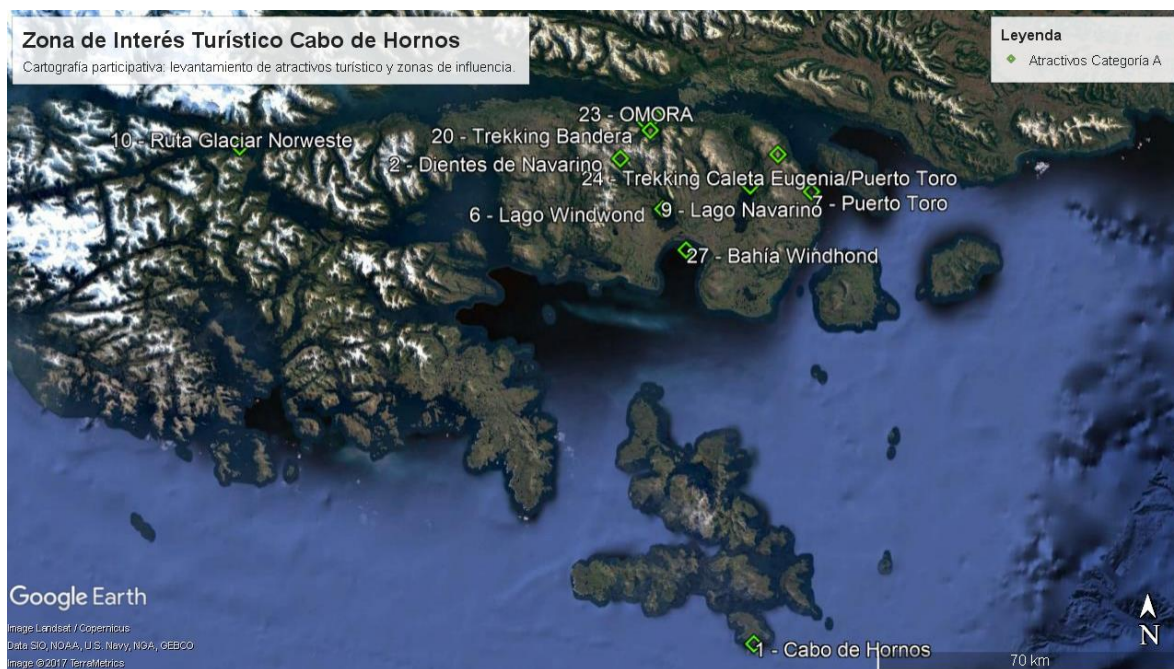 Zona de Interés Turístico Cabo de Hornos
Cartografía participativa: levantamiento de atractivos turístico y zonas de influencia.
Leyenda
Atractivos Categoría A
23 - OMORA
10 - Ruta Glaciar Norweste
20 - Trekking Bandera
2 - Dientes de Navarino
24 - Trekking Caleta Eugenia/Puerto Toro
6 - Lago Windwond
9 - Lago Navarino
7 - Puerto Toro
27 - Bahía Windhond
1 - Cabo de Hornos
Google Earth
Image Landsat / Copernicus
Data SIO, NOAA, U.S. Navy, NGA, GEBCO
Image ©2017 TerraMetrics
N
70 km